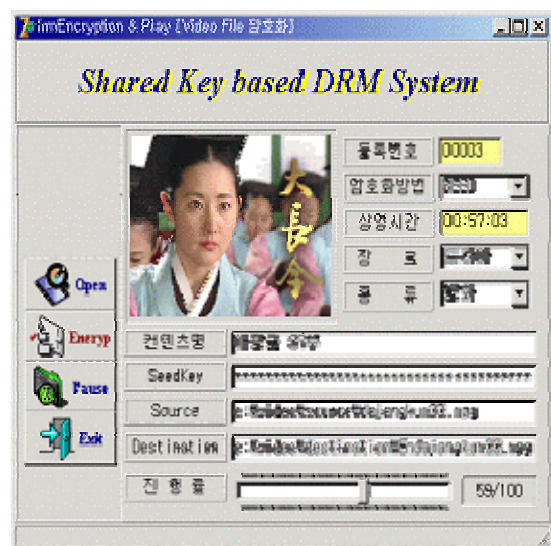 irmEncryption & Play [Video File 암호화]
Shared Key based DRM System
大長今
등록번호 00003
암호화방법
상영시간 00:57:03
장 르
종 류
Open
Encryp
Pause
Exit
컨텐츠명
SeedKey ***************************************
Source
Destination
진 행 률 59/100